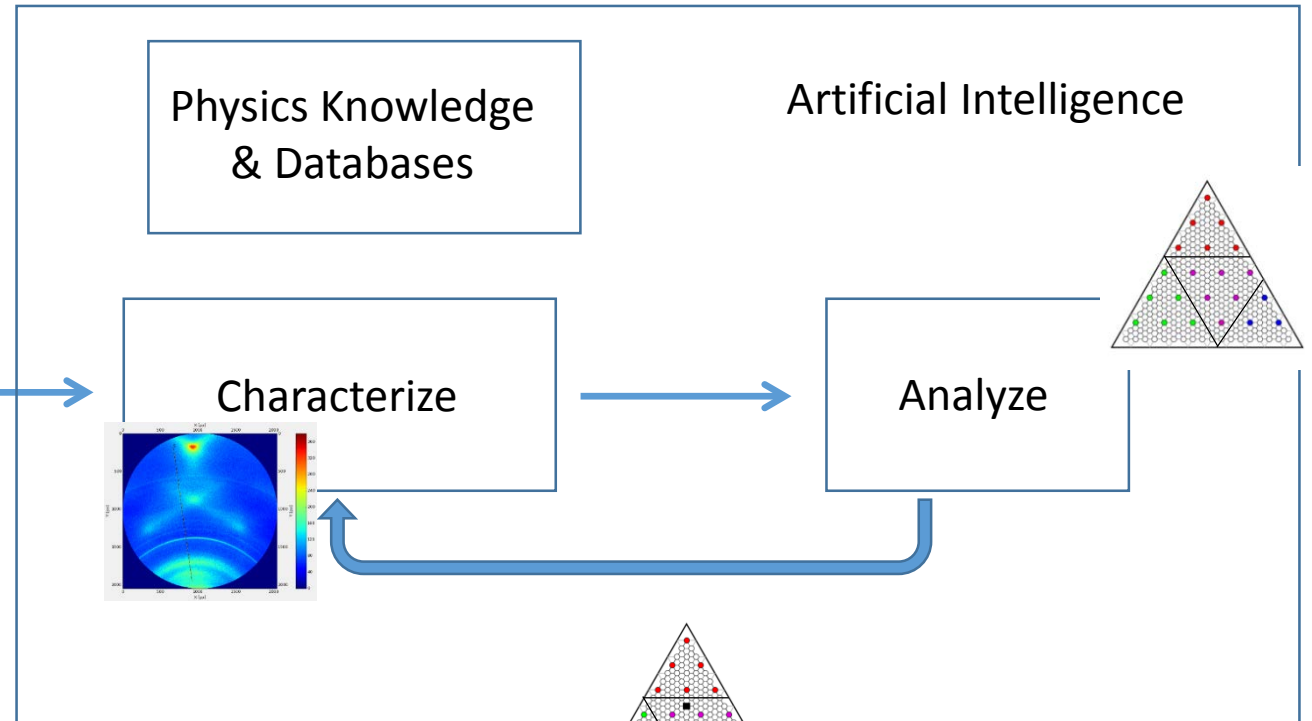 Physics Knowledge
& Databases
Artificial Intelligence
Characterize
Analyze